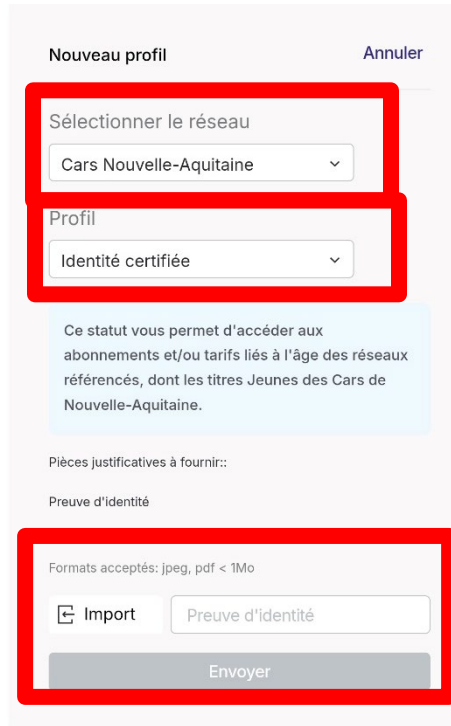 Nouveau profil Annuler
Sélectionner le réseau
Cars Nouvelle-Aquitaine
Profil
Identité certifiée
Ce statut vous permet d'accéder aux
abonnements et/ou tarifs liés à l'âge des réseaux
référencés, dont les titres Jeunes des Cars de
Nouvelle-Aquitaine.
Pièces justificatives à fournir::
Preuve d'identité
Formats acceptés: jpeg, pdf < 1Mo
Import Preuve d'identité
Envoyer